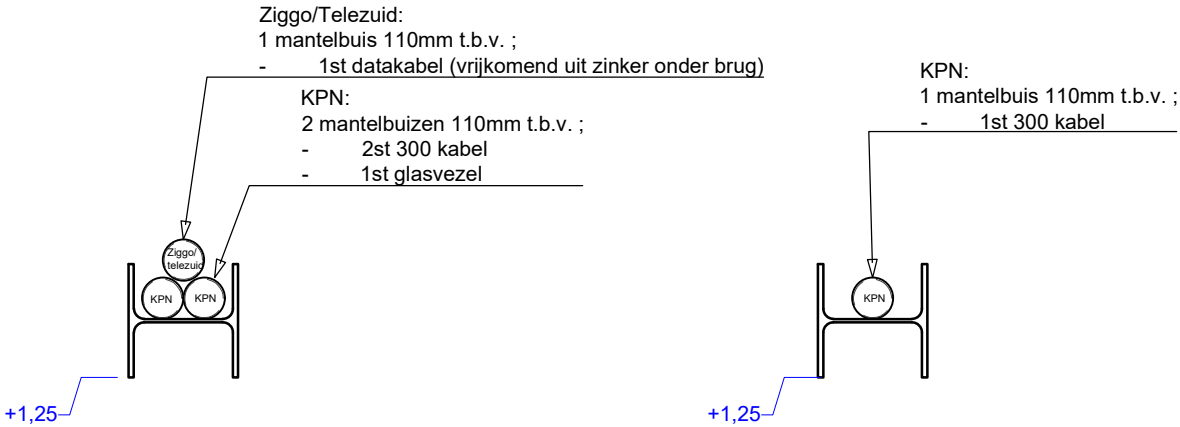 Ziggo/Telezuid:
1 mantelbuis 110mm t.b.v. ;
- 1st datakabel (vrijkomend uit zinker onder brug)
KPN:
2 mantelbuizen 110mm t.b.v. ;
- 2st 300 kabel
- 1st glasvezel
KPN:
1 mantelbuis 110mm t.b.v. ;
- 1st 300 kabel
Ziggo/
telezuid
KPN
KPN
KPN
+1,25
+1,25